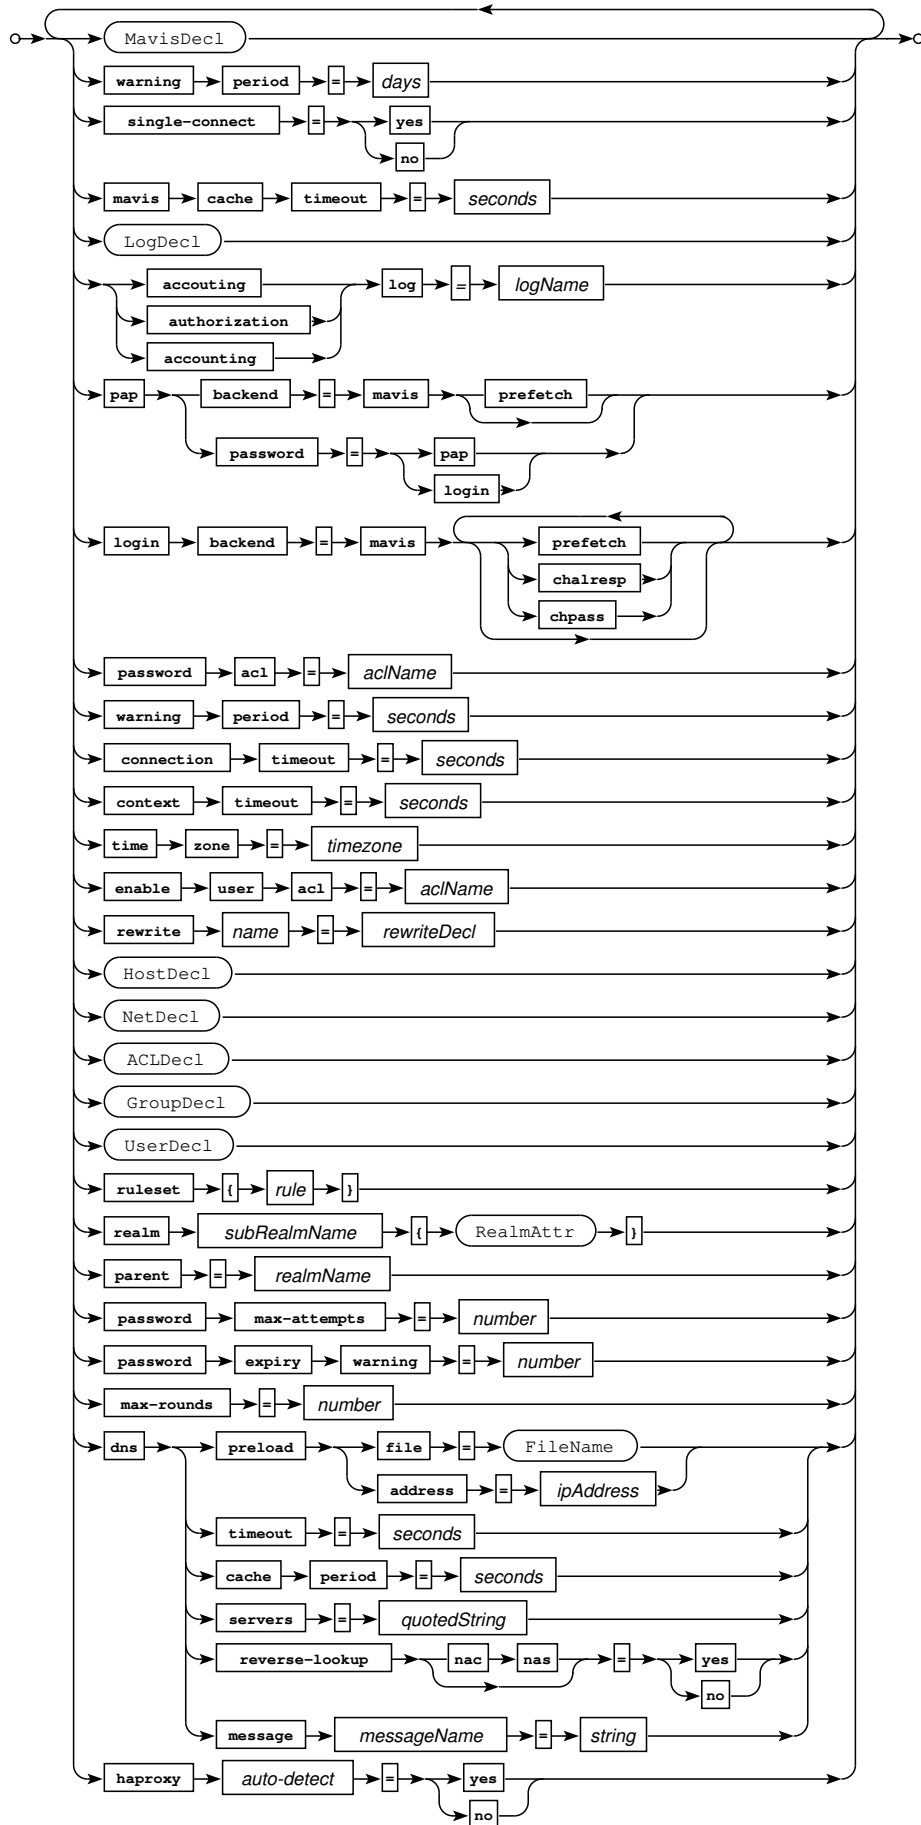 MavisDecl
warning period = days
single-connect = yes
no
mavis cache timeout = seconds
LogDecl
accouting log = logName
authorization
accounting
pap backend = mavis prefetch
password = pap
login
login backend = mavis prefetch
chalresp
chpass
password acl = aclName
warning period = seconds
connection timeout = seconds
context timeout = seconds
time zone = timezone
enable user acl = aclName
rewrite name = rewriteDecl
HostDecl
NetDecl
ACLDecl
GroupDecl
UserDecl
ruleset { rule }
realm subRealmName { RealmAttr }
parent = realmName
password max-attempts = number
password expiry warning = number
max-rounds = number
dns preload file = FileName
address = ipAddress
timeout = seconds
cache period = seconds
servers = quotedString
reverse-lookup nac nas = yes
no
message messageName = string
haproxy auto-detect = yes
no